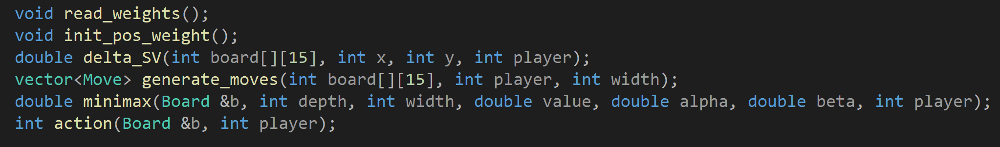 void read_weights();
void init_pos_weight();
double delta_SV(int board[][15], int x, int y, int player);
vector<Move> generate_moves(int board[][15], int player, int width);
double minimax(Board &b, int depth, int width, double value, double alpha, double beta, int player);
int action(Board &b, int player);